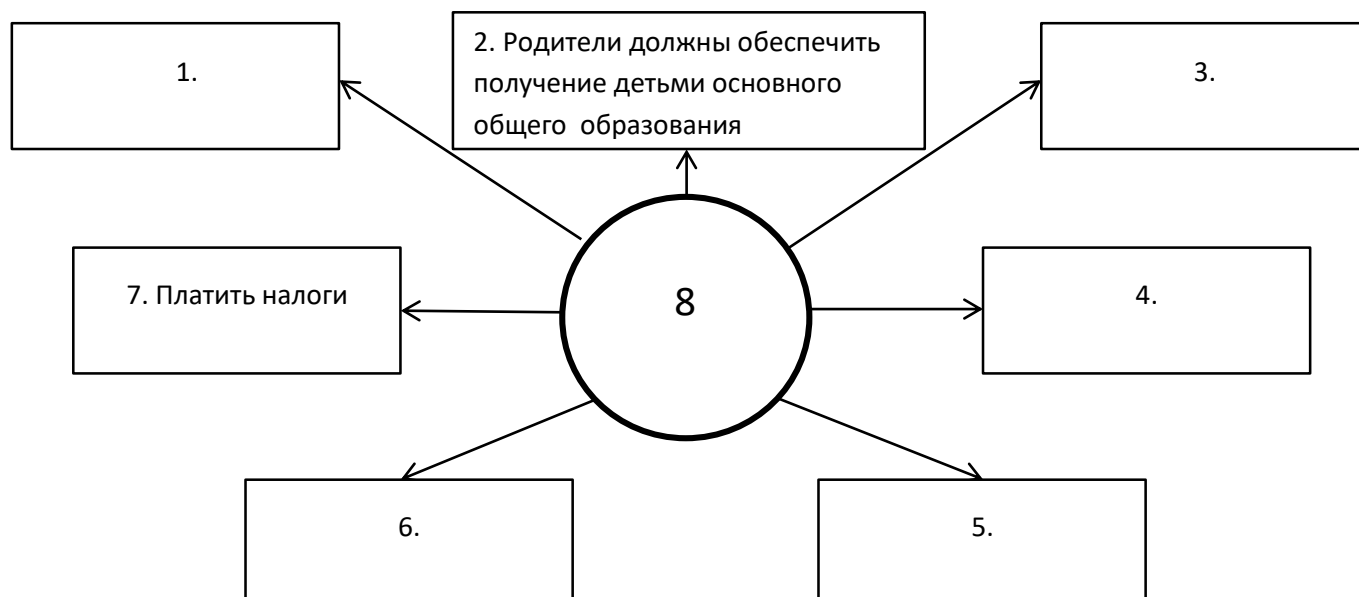 1.
2. Родители должны обеспечить
получение детьми основного
общего образования
3.
7. Платить налоги
8
4.
6.
5.